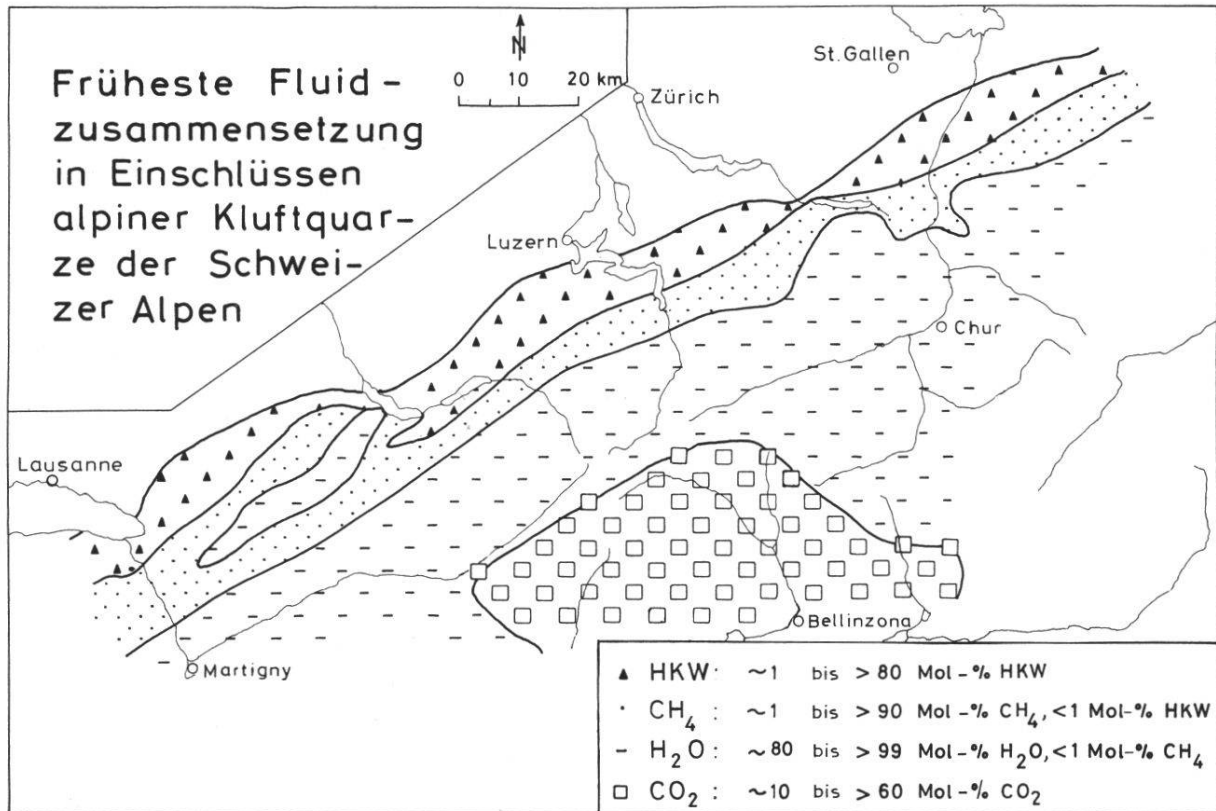 Früheste Fluid-
zusammensetzung
in Einschlüssen
alpiner Kluftquar-
ze der Schwei-
zer Alpen
N
0 10 20 km
St. Gallen
Zürich
Luzern
Chur
Lausanne
Martigny
Bellinzona
▲ HKW: ~1 bis > 80 Mol-% HKW
· CH₄ : ~1 bis > 90 Mol-% CH₄, <1 Mol-% HKW
– H₂O : ~80 bis > 99 Mol-% H₂O, <1 Mol-% CH₄
□ CO₂ : ~10 bis > 60 Mol-% CO₂